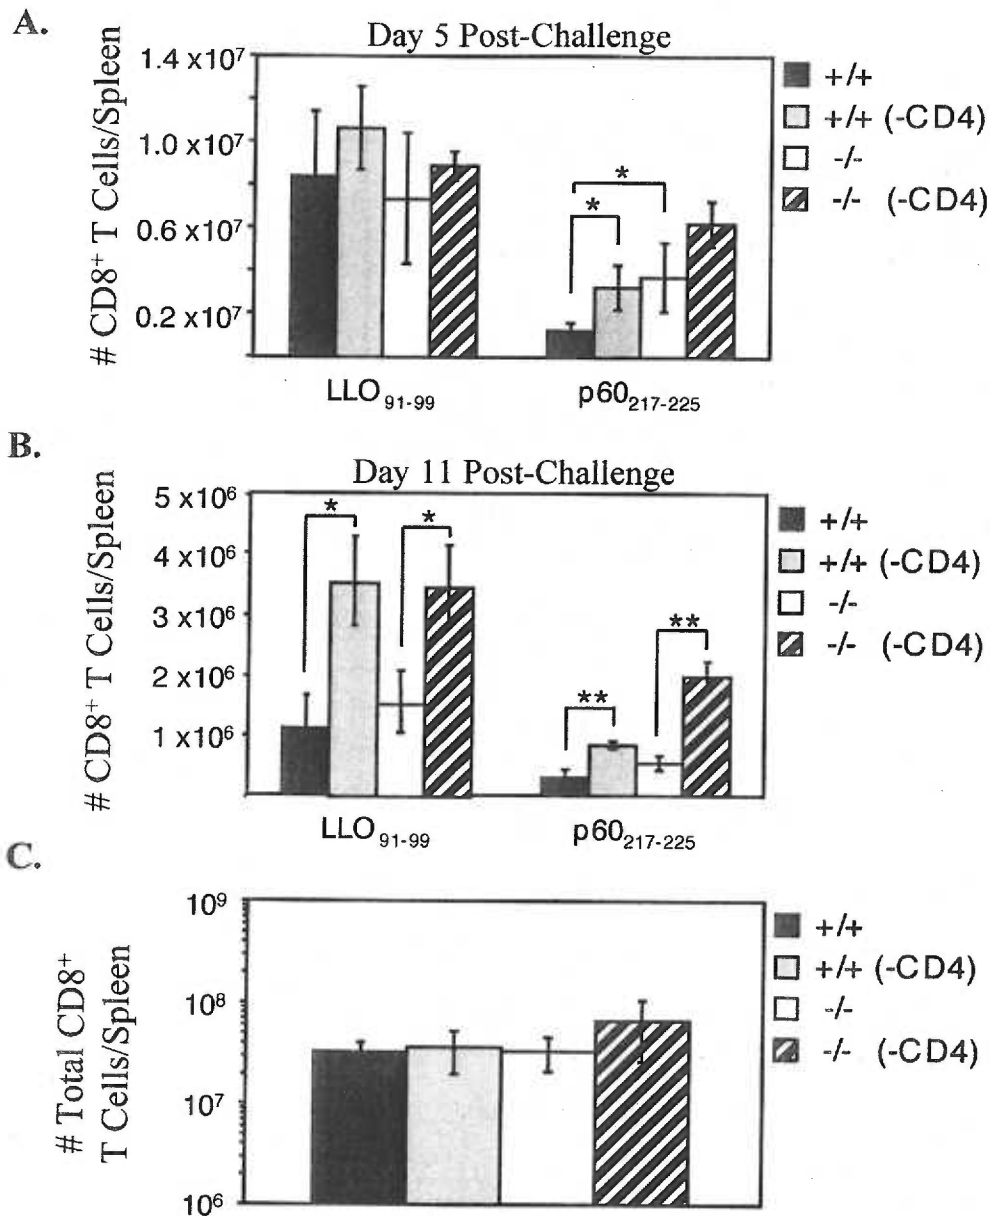 A.
Day 5 Post-Challenge
# CD8⁺ T Cells/Spleen
1.4 x10⁷
1.0 x10⁷
0.6 x10⁷
0.2 x10⁷
* *
LLO₉₁₋₉₉
p60₂₁₇₋₂₂₅
+/+
+/+ (-CD4)
-/-
-/- (-CD4)
B.
Day 11 Post-Challenge
# CD8⁺ T Cells/Spleen
5 x10⁶
4 x10⁶
3 x10⁶
2 x10⁶
1 x10⁶
* * ** **
LLO₉₁₋₉₉
p60₂₁₇₋₂₂₅
+/+
+/+ (-CD4)
-/-
-/- (-CD4)
C.
# Total CD8⁺
T Cells/Spleen
10⁹
10⁸
10⁷
10⁶
+/+
+/+ (-CD4)
-/-
-/- (-CD4)